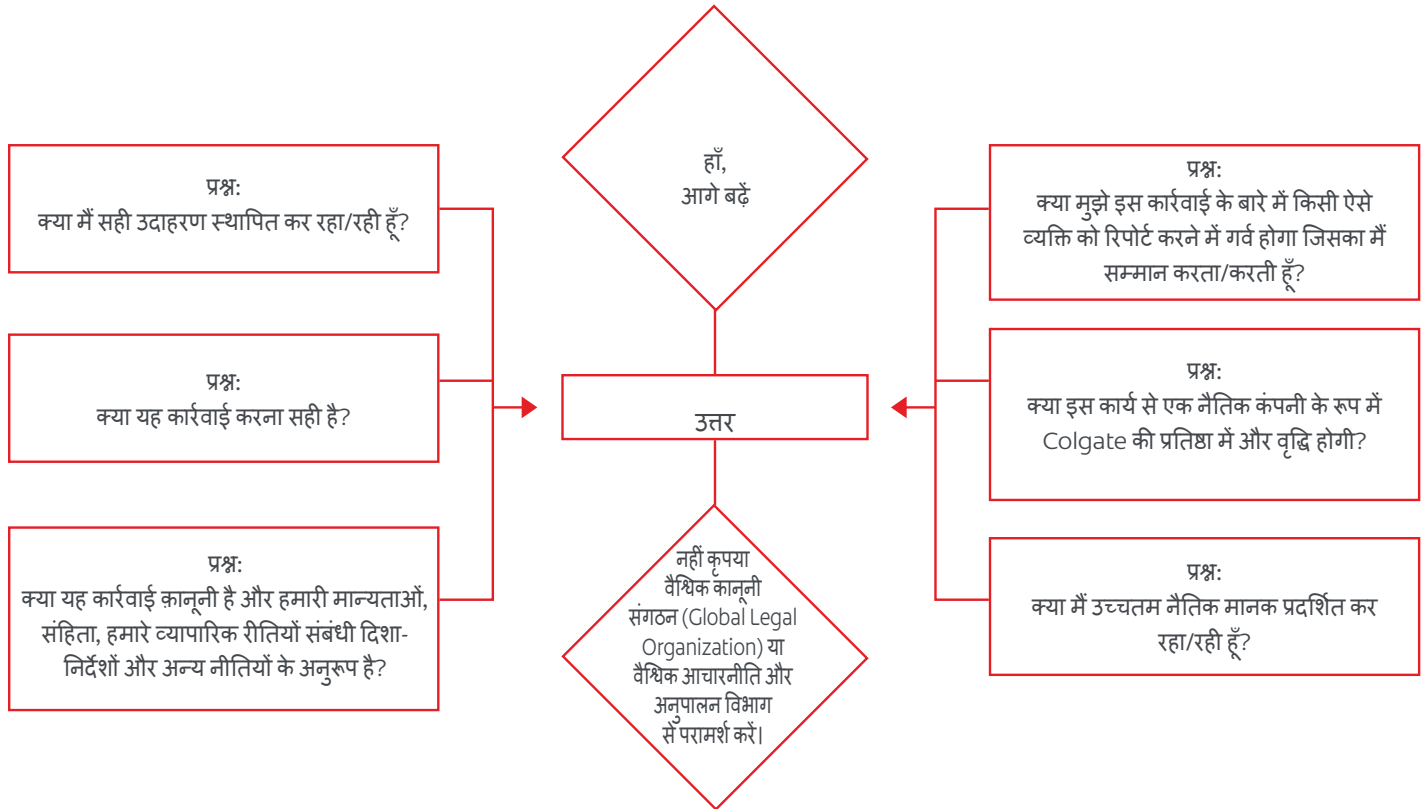 प्रश्न:
क्या मैं सही उदाहरण स्थापित कर रहा/रही हूँ?
प्रश्न:
क्या यह कार्रवाई करना सही है?
प्रश्न:
क्या यह कार्रवाई क़ानूनी है और हमारी मान्यताओं,
संहिता, हमारे व्यापारिक रीतियों संबंधी दिशा-
निर्देशों और अन्य नीतियों के अनुरूप है?
हाँ,
आगे बढ़ें
उत्तर
नहीं कृपया
वैश्विक कानूनी
संगठन (Global Legal
Organization) या
वैश्विक आचारनीति और
अनुपालन विभाग
से परामर्श करें।
प्रश्न:
क्या मुझे इस कार्रवाई के बारे में किसी ऐसे
व्यक्ति को रिपोर्ट करने में गर्व होगा जिसका मैं
सम्मान करता/करती हूँ?
प्रश्न:
क्या इस कार्य से एक नैतिक कंपनी के रूप में
Colgate की प्रतिष्ठा में और वृद्धि होगी?
प्रश्न:
क्या मैं उच्चतम नैतिक मानक प्रदर्शित कर
रहा/रही हूँ?